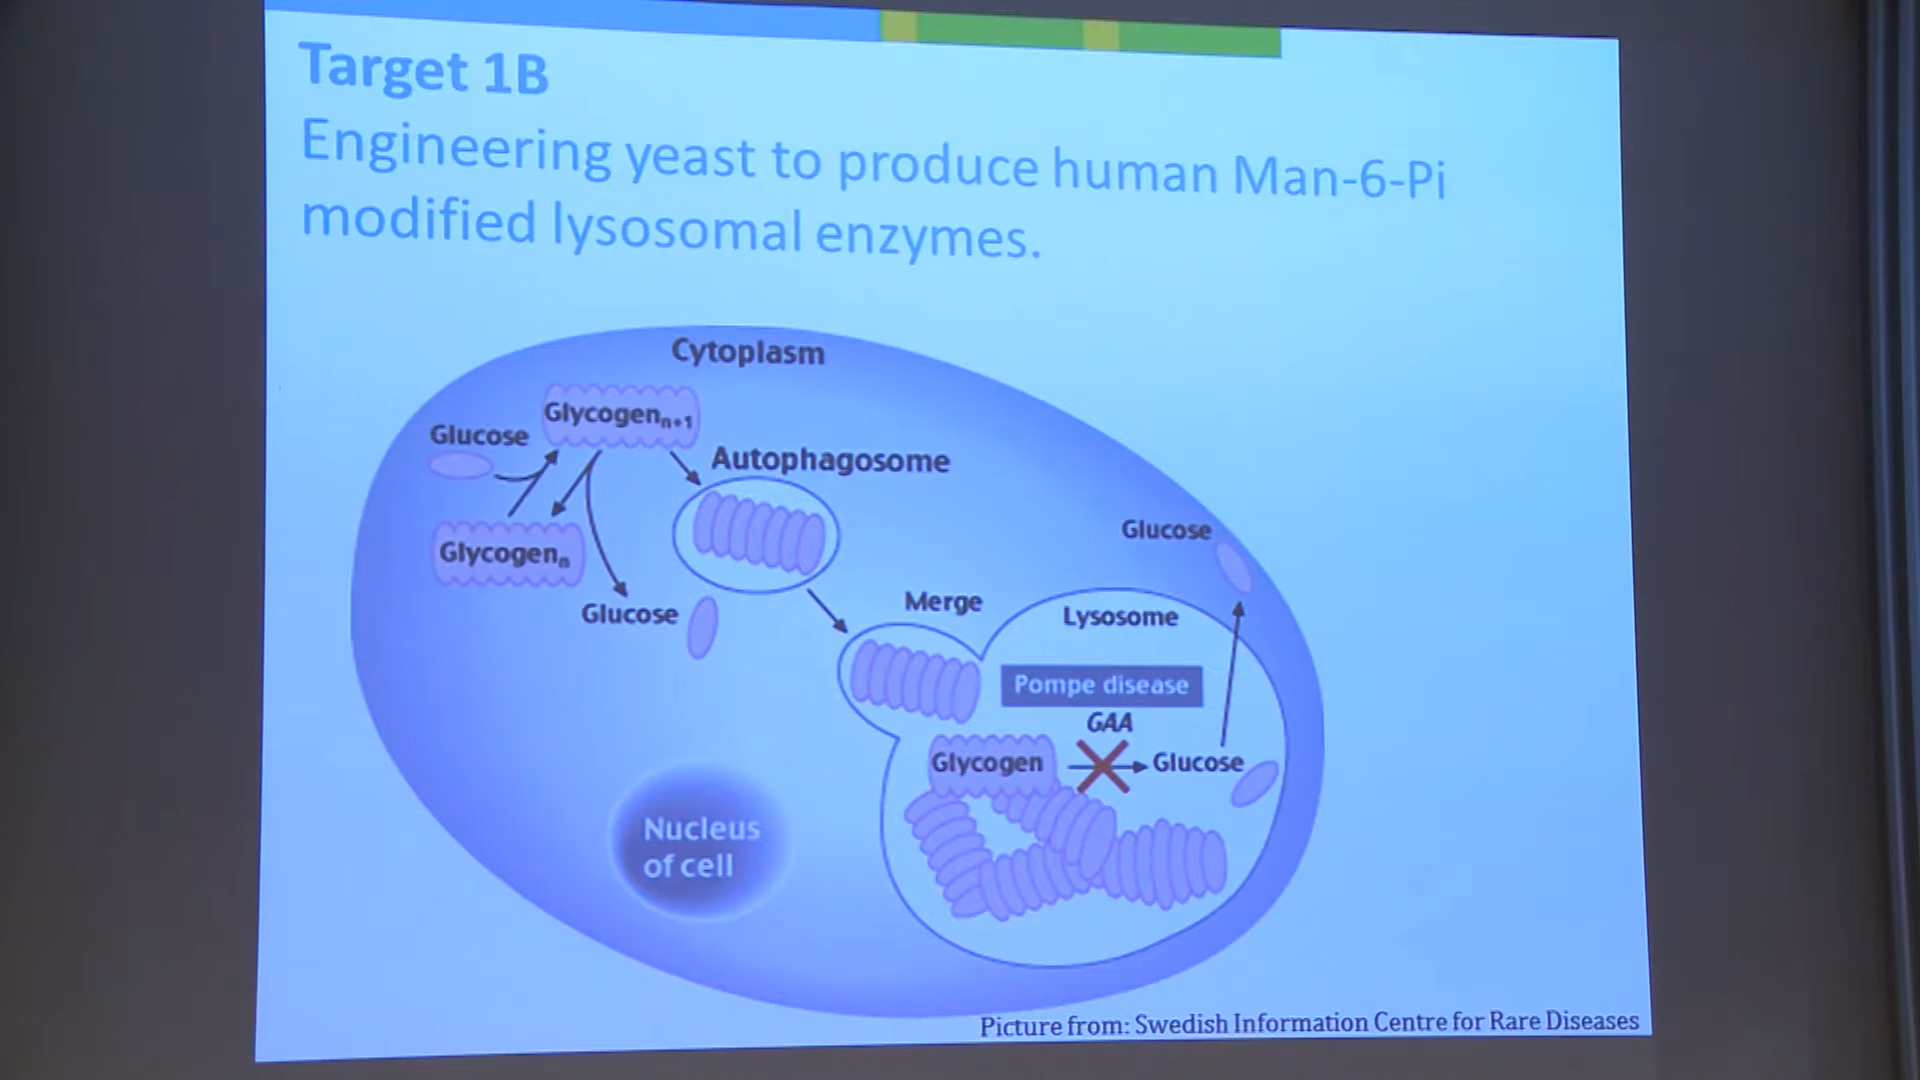 Target 1B
Engineering yeast to produce human Man-6-Pi
modified lysosomal enzymes.
Cytoplasm
Glycogenn+1
Glucose
Autophagosome
Glycogenn
Glucose
Glucose
Merge
Lysosome
Pompe disease
GAA
Glycogen
Glucose
Nucleus
of cell
Picture from: Swedish Information Centre for Rare Diseases